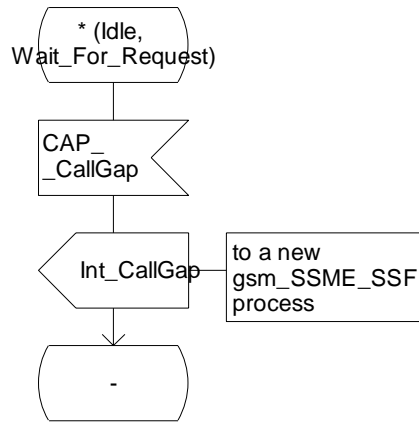 * (Idle,
Wait_For_Request)
CAP_
_CallGap
Int_CallGap
to a new
gsm_SSME_SSF
process
-